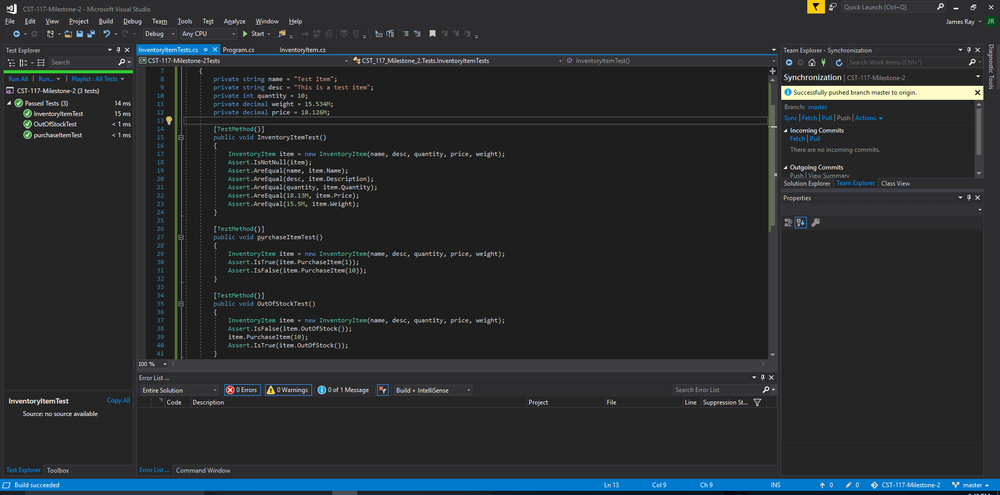 CST-117-Milestone-2 - Microsoft Visual Studio
Quick Launch (Ctrl+Q)
File Edit View Project Build Debug Team Tools Test Analyze Window Help
James Ray JR
Debug Any CPU Start
Test Explorer
Search
Run All | Run... | Playlist : All Tests
CST-117-Milestone-2 (3 tests)
Passed Tests (3) 14 ms
InventoryItemTest 15 ms
OutOfStockTest < 1 ms
purchaseItemTest < 1 ms
InventoryItemTest Copy All
Source: no source available
Test Explorer Toolbox
InventoryItemTests.cs Program.cs InventoryItem.cs
C# CST-117-Milestone-2Tests CST_117_Milestone_2.Tests.InventoryItemTests InventoryItemTest()
7 {
8 private string name = "Test Item";
9 private string desc = "This is a test item";
10 private int quantity = 10;
11 private decimal weight = 15.534M;
12 private decimal price = 18.126M;
13
14 [TestMethod()]
15 public void InventoryItemTest()
16 {
17 InventoryItem item = new InventoryItem(name, desc, quantity, price, weight);
18 Assert.IsNotNull(item);
19 Assert.AreEqual(name, item.Name);
20 Assert.AreEqual(desc, item.Description);
21 Assert.AreEqual(quantity, item.Quantity);
22 Assert.AreEqual(18.13M, item.Price);
23 Assert.AreEqual(15.5M, item.Weight);
24 }
25
26 [TestMethod()]
27 public void purchaseItemTest()
28 {
29 InventoryItem item = new InventoryItem(name, desc, quantity, price, weight);
30 Assert.IsTrue(item.PurchaseItem(1));
31 Assert.IsFalse(item.PurchaseItem(10));
32 }
33
34 [TestMethod()]
35 public void OutOfStockTest()
36 {
37 InventoryItem item = new InventoryItem(name, desc, quantity, price, weight);
38 Assert.IsFalse(item.OutOfStock());
39 item.PurchaseItem(10);
40 Assert.IsTrue(item.OutOfStock());
41 }
100 %
Error List ...
Entire Solution 0 Errors 0 Warnings 0 of 1 Message Build + IntelliSense Search Error List
Code Description Project File Line Suppression St...
Error List ... Command Window
Team Explorer - Synchronization
Search Work Items (Ctrl+')
Synchronization | CST-117-Milestone-2
Successfully pushed branch master to origin.
Branch: master
Sync | Fetch | Pull | Push | Actions
Incoming Commits
Fetch | Pull
There are no incoming commits.
Outgoing Commits
Push | View Summary
Solution Explorer Team Explorer Class View
Properties
Diagnostic Tools
Build succeeded Ln 13 Col 9 Ch 9 INS 0 0 CST-117-Milestone-2 master